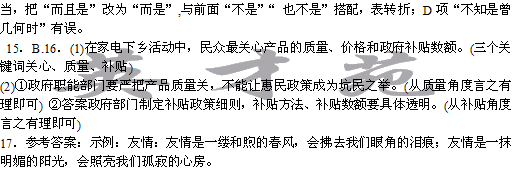 当，把“而且是”改为“而是”,与前面“不是”“ 也不是”搭配，表转折；D 项“不知是曾
几何时”有误。
15．B.16．(1)在家电下乡活动中，民众最关心产品的质量、价格和政府补贴数额。(三个关
键词关心、质量、补贴)
(2)①政府职能部门要严把产品质量关，不能让惠民政策成为坑民之举。(从质量角度言之有
理即可) ②答案政府部门制定补贴政策细则，补贴方法、补贴数额要具体透明。(从补贴角度
言之有理即可)
17．参考答案：示例：友情：友情是一缕和煦的春风，会拂去我们眼角的泪痕；友情是一抹
明媚的阳光，会照亮我们孤寂的心房。
英才苑